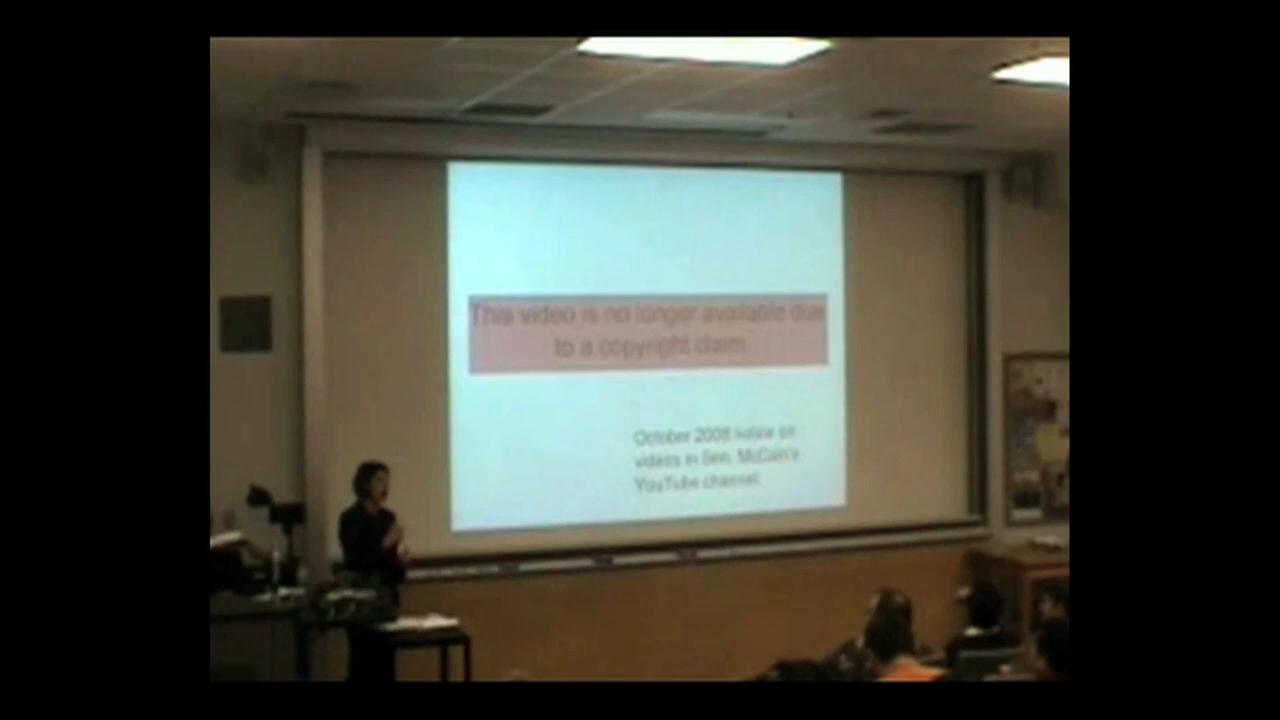 This video is no longer available due
to a copyright claim
October 2008 notice on
videos in Sen. McCain's
YouTube channel.